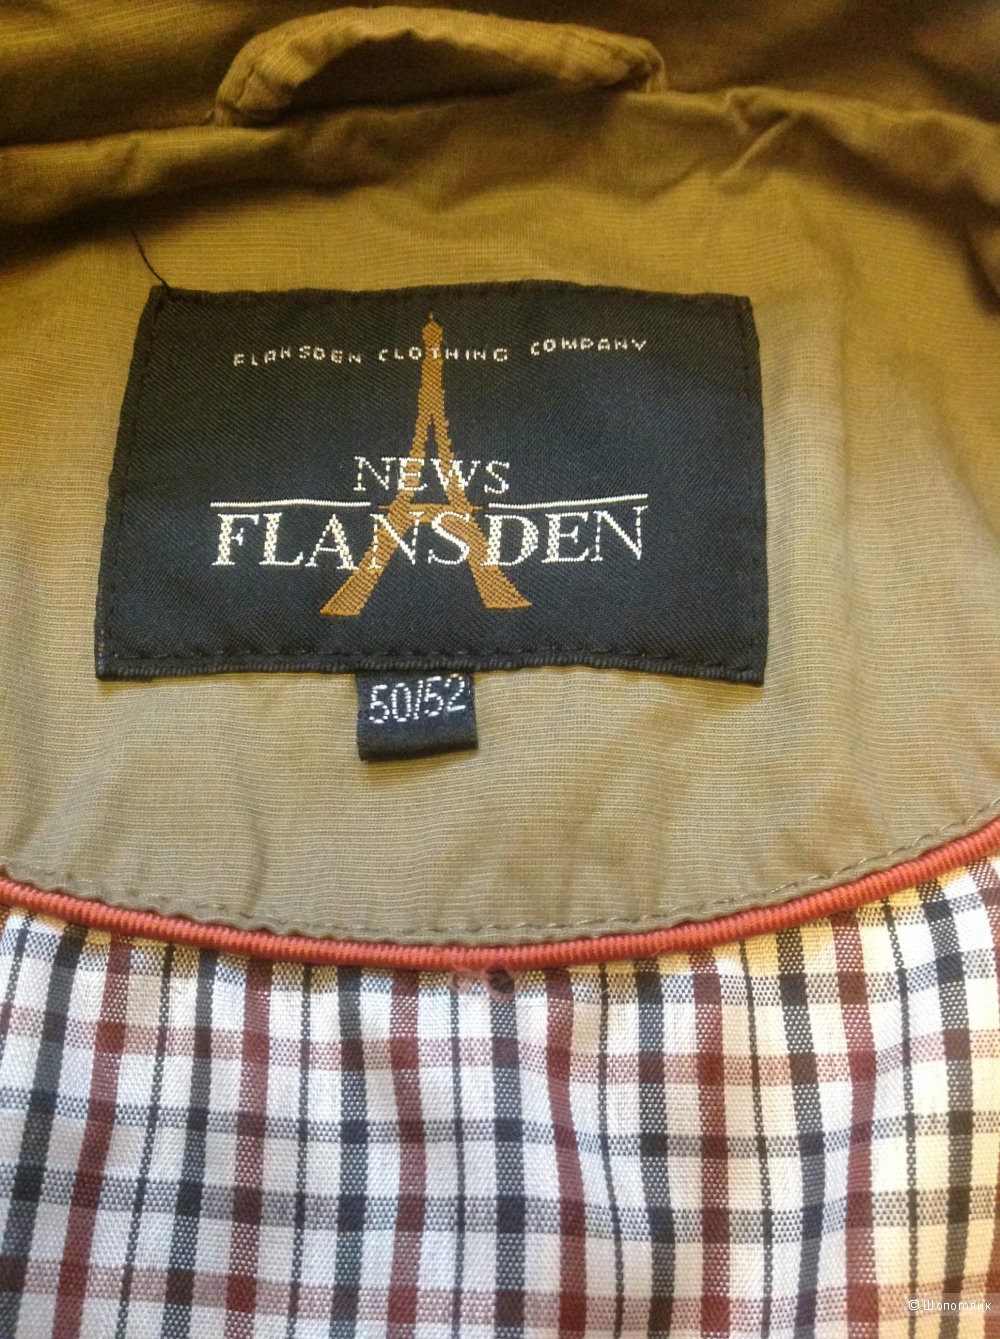 FLANSDEN CLOTHING COMPANY
NEWS
FLANSDEN
50/52
© Шопоголик